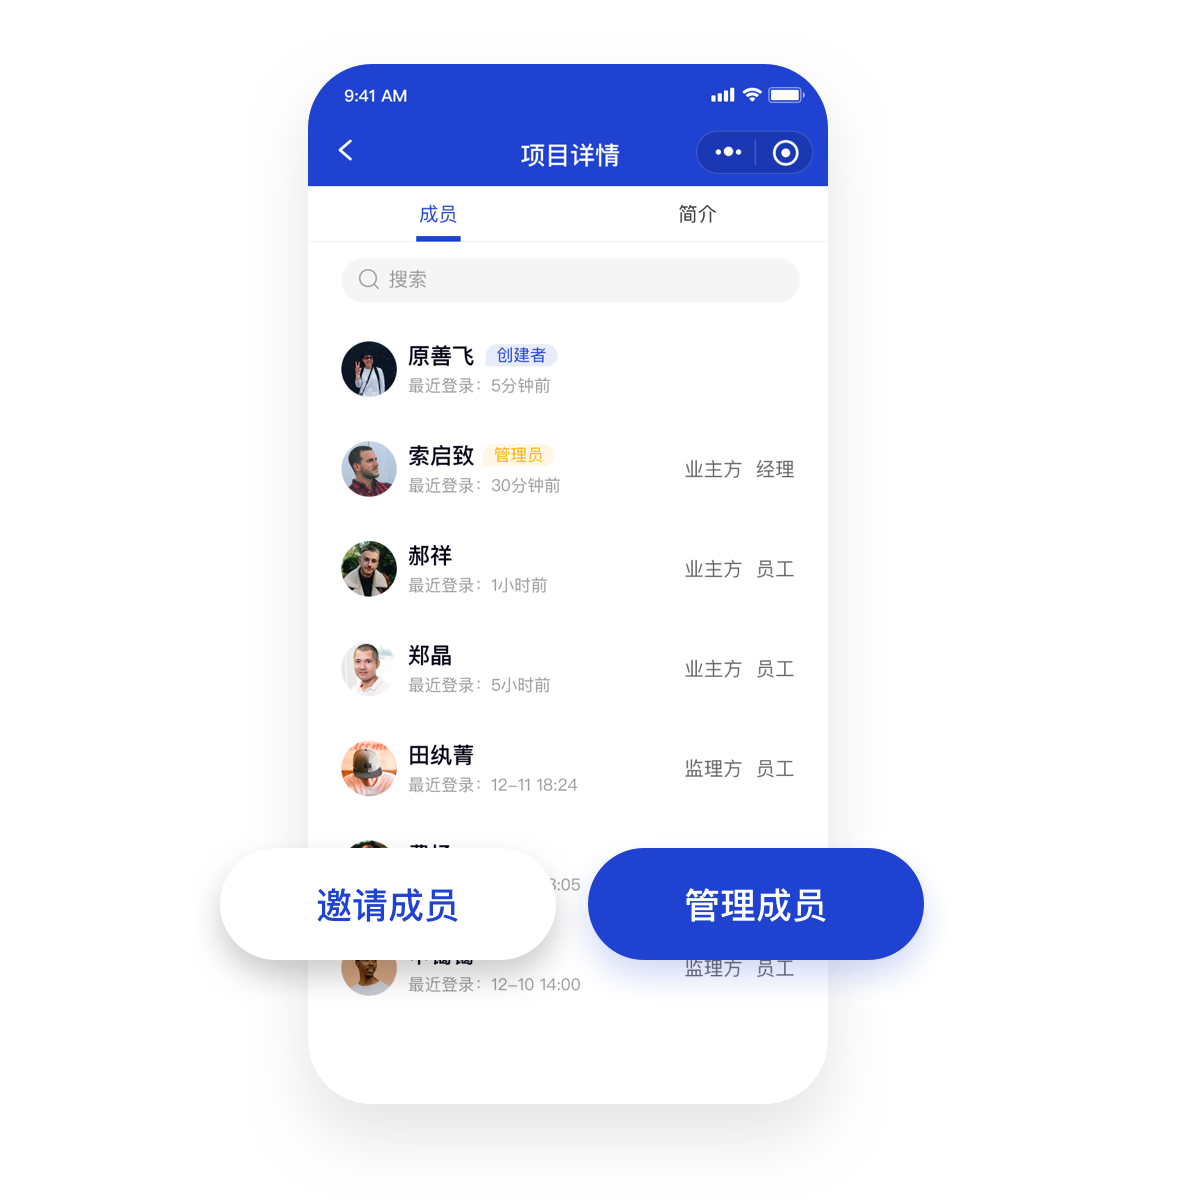 9:41 AM
项目详情
成员 简介
搜索
原善飞 创建者
最近登录：5分钟前
索启致 管理员
最近登录：30分钟前
业主方 经理
郝祥
最近登录：1小时前
业主方 员工
郑晶
最近登录：5小时前
业主方 员工
田纨菁
最近登录：12-11 18:24
监理方 员工
:05
邀请成员 管理成员
监理方 员工
最近登录：12-10 14:00